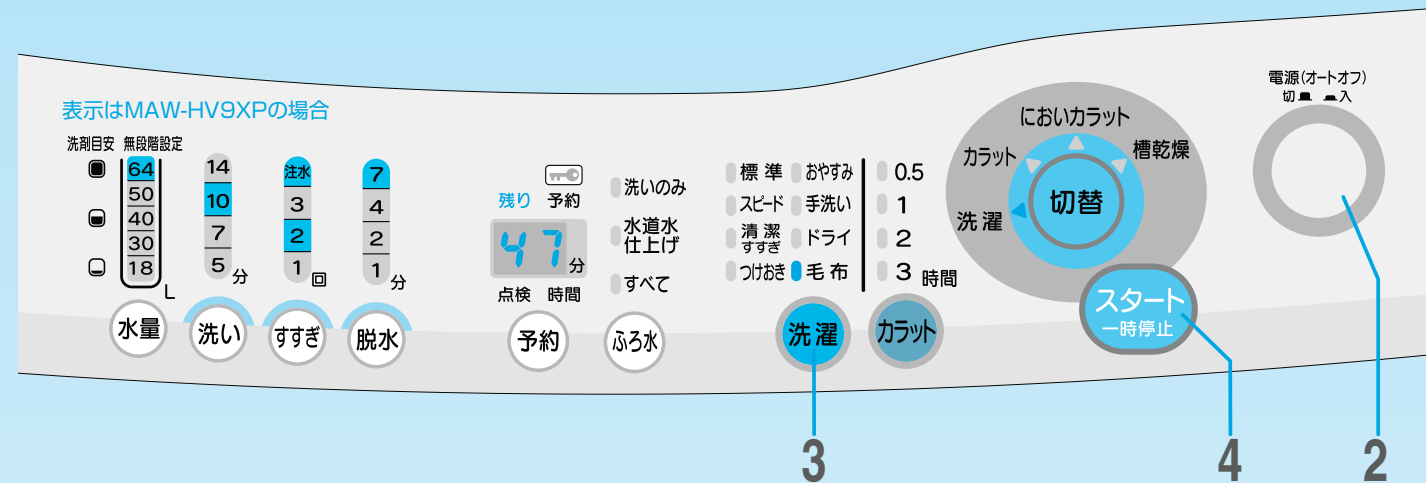 表示はMAW-HV9XPの場合
洗剤目安 無段階設定
64
50
40
30
18
L
水量
14
10
7
5
分
洗い
注水
3
2
1
回
すすぎ
7
4
2
1
分
脱水
残り 予約
47
分
点検 時間
予約
洗いのみ
水道水
仕上げ
すべて
ふろ水
標準 おやすみ
スピード 手洗い
清潔
すすぎ
ドライ
つけおき 毛布
洗濯
0.5
1
2
3 時間
カラット
においカラット
カラット
槽乾燥
洗濯
切替
スタート
一時停止
電源(オートオフ)
切 入
3
4
2